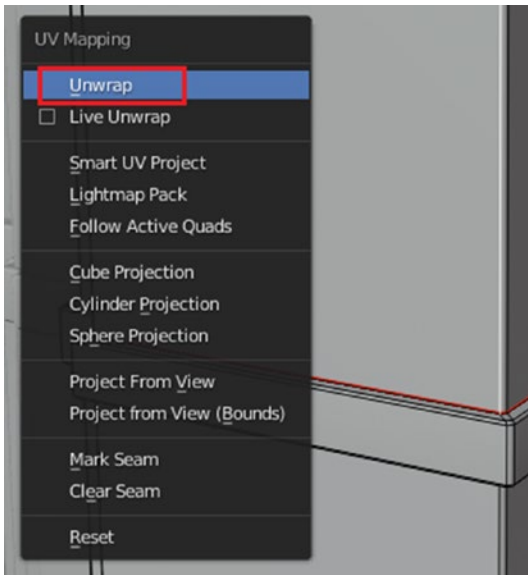 UV Mapping
Unwrap
Live Unwrap
Smart UV Project
Lightmap Pack
Follow Active Quads
Cube Projection
Cylinder Projection
Sphere Projection
Project From View
Project from View (Bounds)
Mark Seam
Clear Seam
Reset